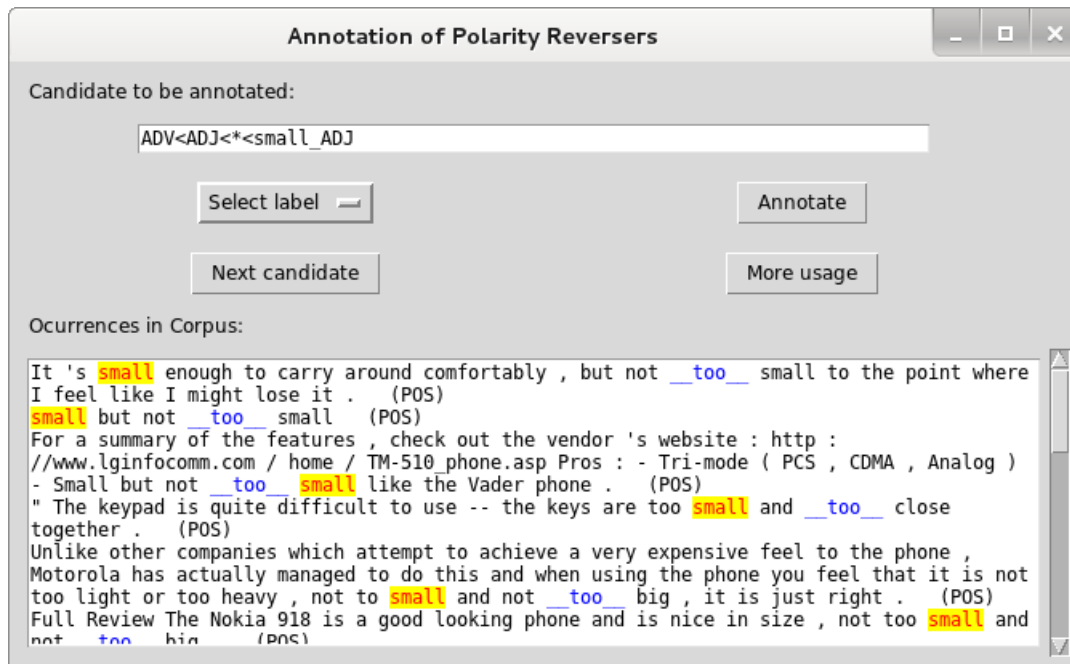 Annotation of Polarity Reversers
Candidate to be annotated:
ADV<ADJ<*<small_ADJ
Select label
Annotate
Next candidate
More usage
Ocurrences in Corpus:
It 's small enough to carry around comfortably , but not __too__ small to the point where
I feel like I might lose it .   (POS)
small but not __too__ small   (POS)
For a summary of the features , check out the vendor 's website : http :
//www.lginfocomm.com / home / TM-510_phone.asp Pros : - Tri-mode ( PCS , CDMA , Analog )
- Small but not __too__ small like the Vader phone .   (POS)
" The keypad is quite difficult to use -- the keys are too small and __too__ close
together .   (POS)
Unlike other companies which attempt to achieve a very expensive feel to the phone ,
Motorola has actually managed to do this and when using the phone you feel that it is not
too light or too heavy , not to small and not __too__ big , it is just right .   (POS)
Full Review The Nokia 918 is a good looking phone and is nice in size , not too small and
not __too__ big   (POS)